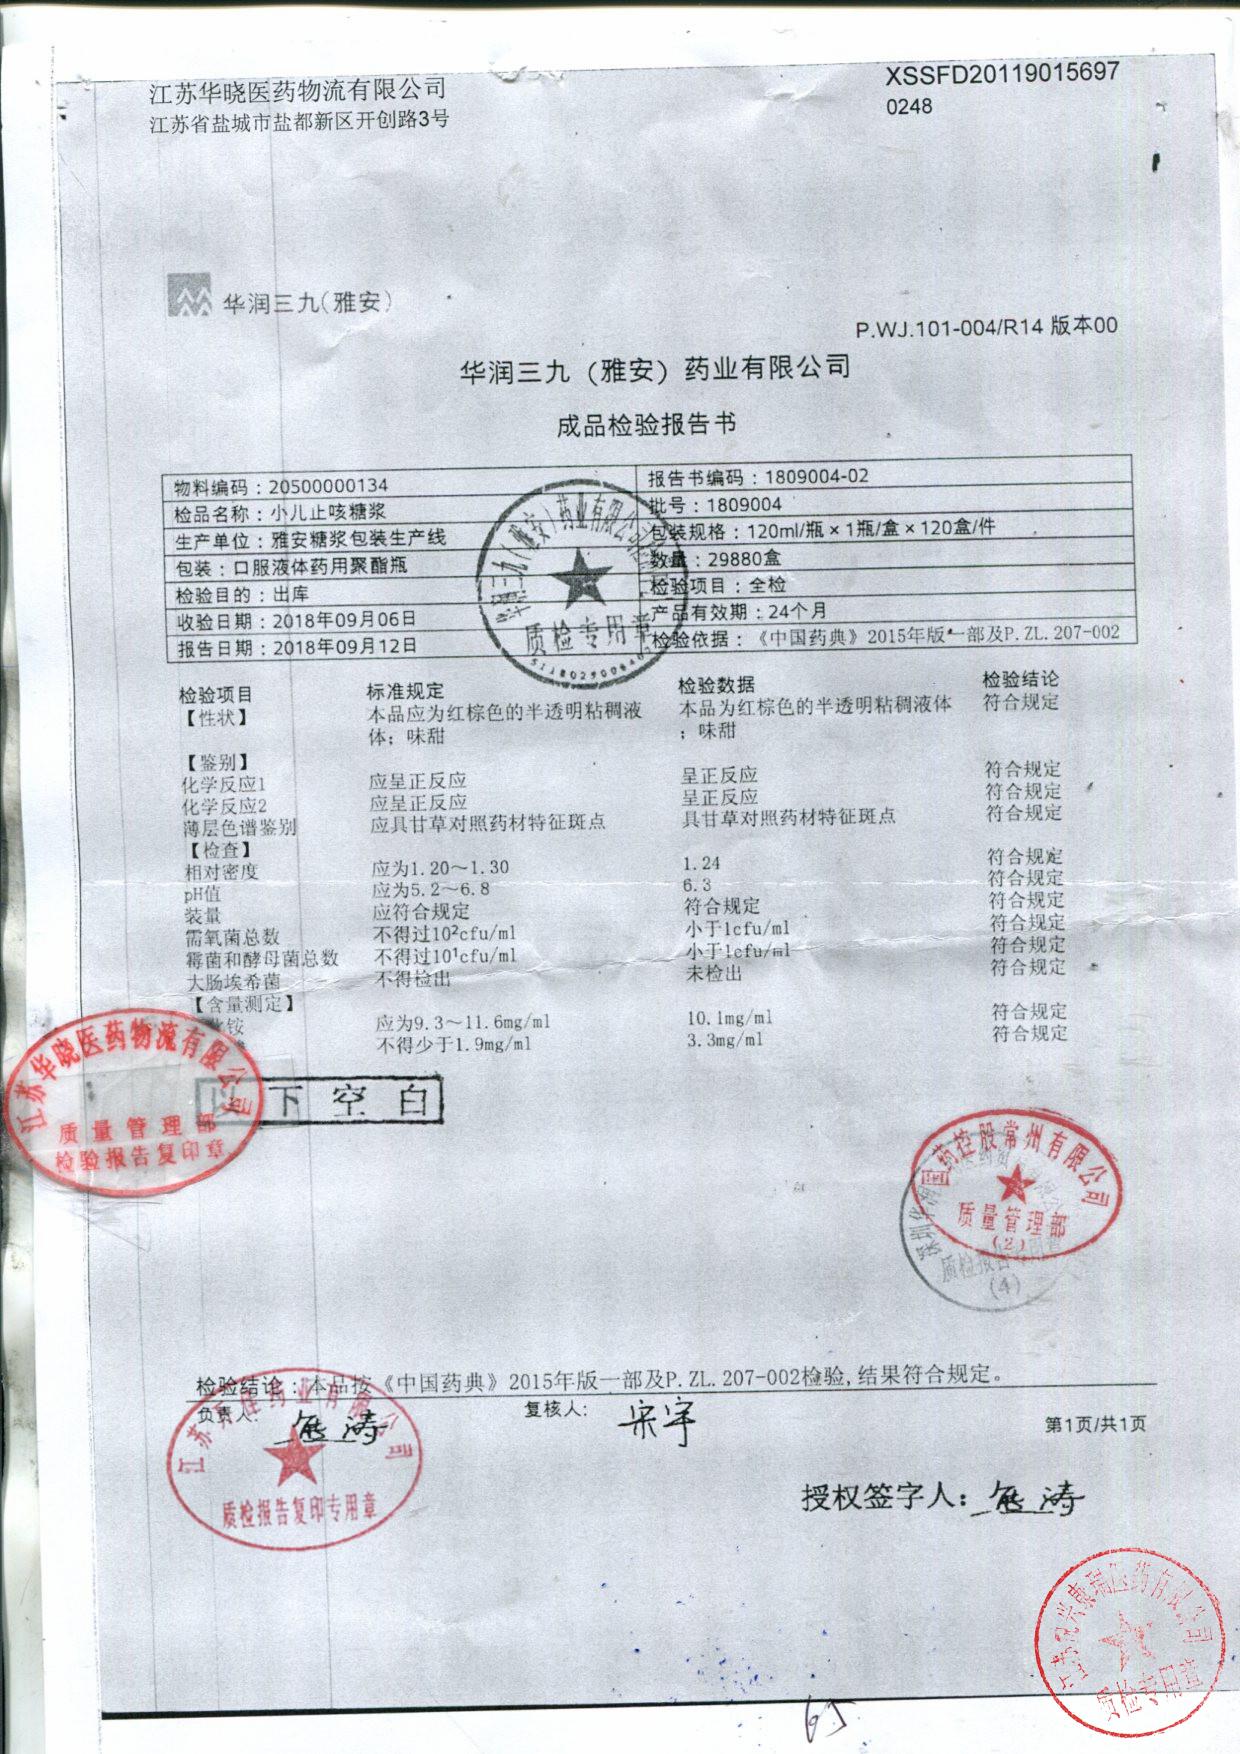 江苏华晓医药物流有限公司
江苏省盐城市盐都新区开创路3号
XSSFD20119015697
0248
华润三九(雅安)
P.WJ.101-004/R14 版本00
华润三九（雅安）药业有限公司
成品检验报告书
物料编码：20500000134 报告书编码：1809004-02
检品名称：小儿止咳糖浆 批号：1809004
生产单位：雅安糖浆包装生产线 包装规格：120ml/瓶×1瓶/盒×120盒/件
包装：口服液体药用聚酯瓶 数量：29880盒
检验目的：出库 检验项目：全检
收验日期：2018年09月06日 产品有效期：24个月
报告日期：2018年09月12日 检验依据：《中国药典》2015年版一部及P.ZL.207-002
质检专用章
检验项目 标准规定 检验数据 检验结论
【性状】 本品应为红棕色的半透明粘稠液 本品为红棕色的半透明粘稠液体 符合规定
体；味甜 ；味甜
【鉴别】
化学反应1 应呈正反应 呈正反应 符合规定
化学反应2 应呈正反应 呈正反应 符合规定
薄层色谱鉴别 应具甘草对照药材特征斑点 具甘草对照药材特征斑点 符合规定
【检查】
相对密度 应为1.20～1.30 1.24 符合规定
pH值 应为5.2～6.8 6.3 符合规定
装量 应符合规定 符合规定 符合规定
需氧菌总数 不得过10²cfu/ml 小于1cfu/ml 符合规定
霉菌和酵母菌总数 不得过10¹cfu/ml 小于1cfu/ml 符合规定
大肠埃希菌 不得检出 未检出 符合规定
【含量测定】
铵 应为9.3～11.6mg/ml 10.1mg/ml 符合规定
不得少于1.9mg/ml 3.3mg/ml 符合规定
江苏华晓医药物流有限公司
质量管理部
检验报告复印章
以下空白
国药控股常州有限公司
质量管理部
(2)
(4)
检验结论：本品按《中国药典》2015年版一部及P.ZL.207-002检验,结果符合规定。
负责人： 熊涛 复核人： 宋宇
第1页/共1页
质检报告复印专用章
授权签字人： 熊涛
质检专用章
65